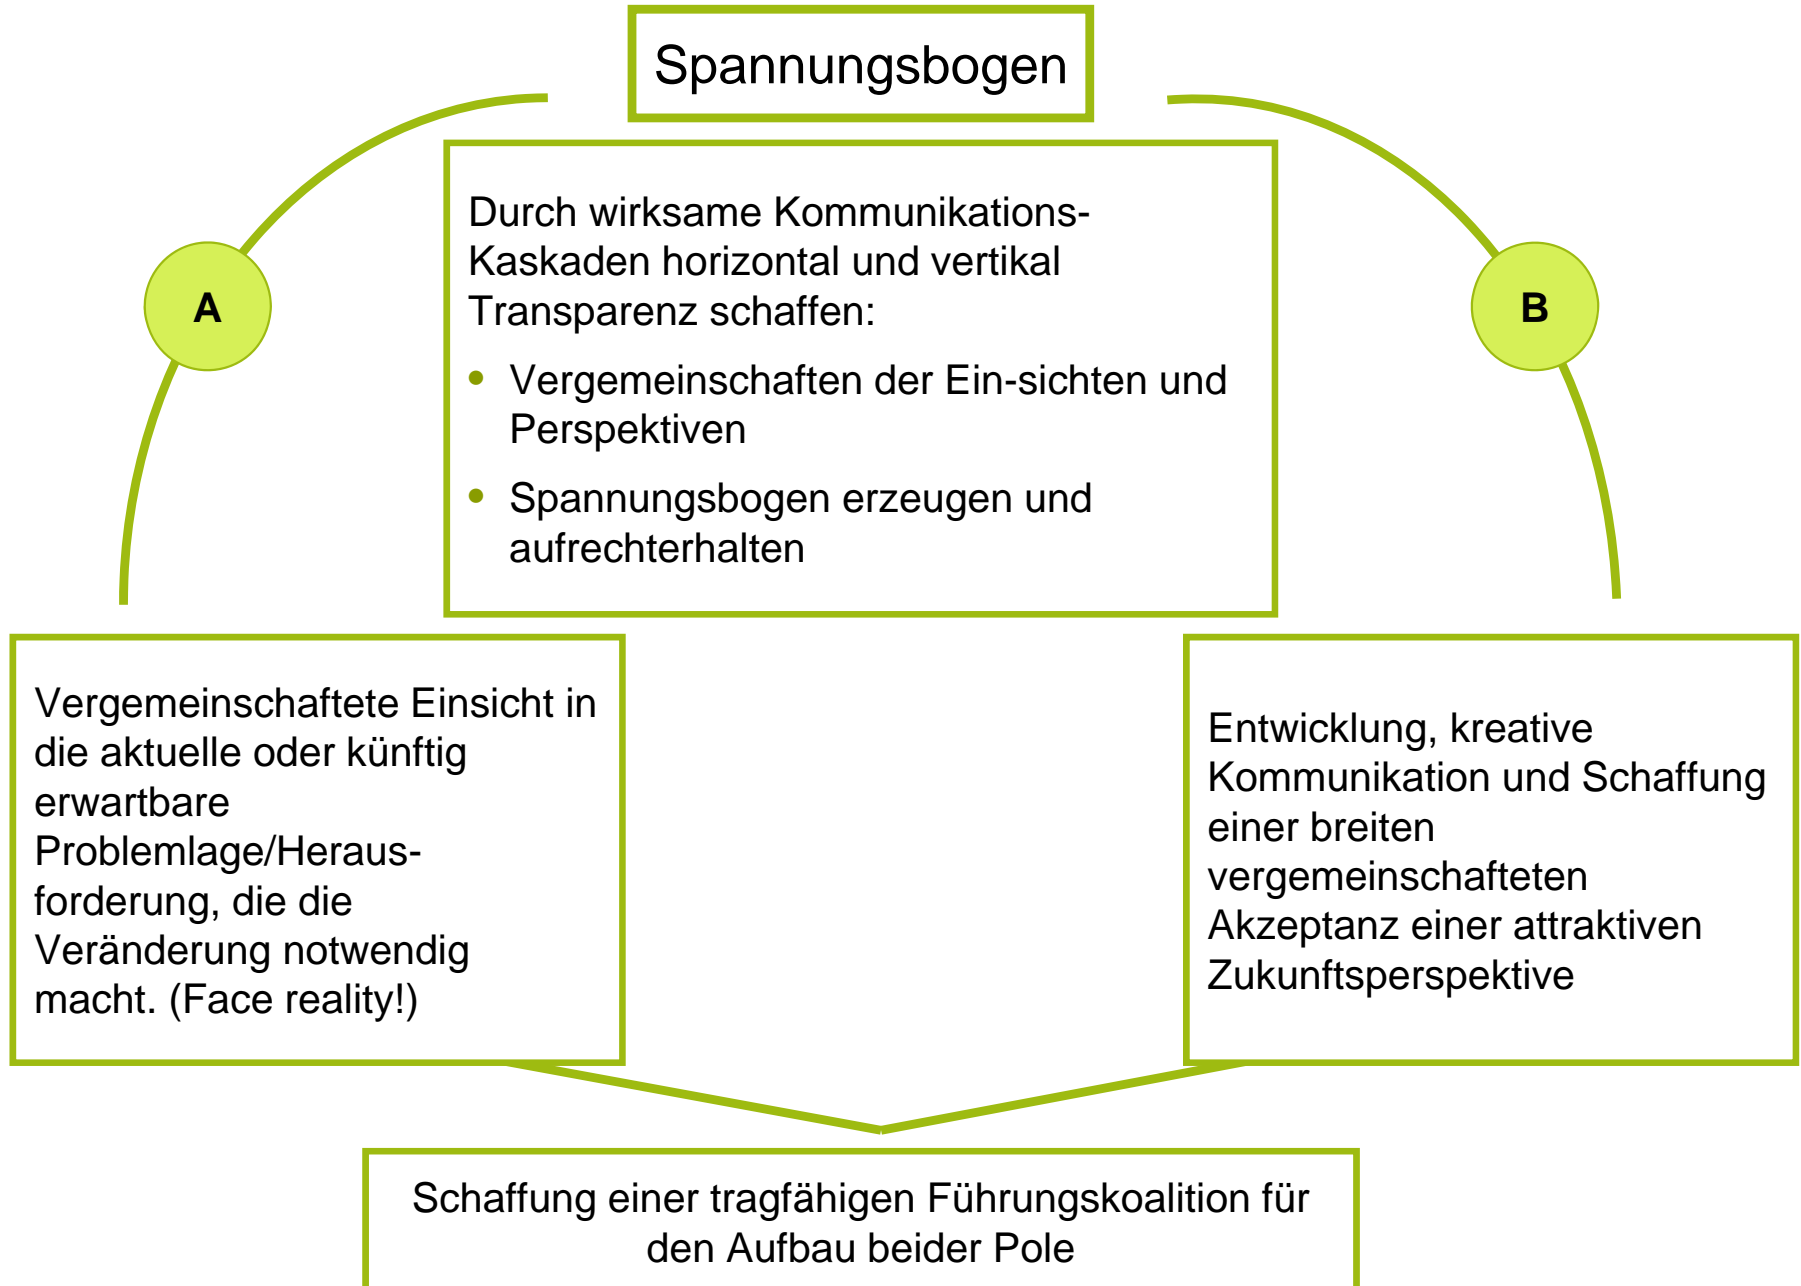 Spannungsbogen
Durch wirksame Kommunikations-
Kaskaden horizontal und vertikal
Transparenz schaffen:
• Vergemeinschaften der Ein-sichten und
Perspektiven
• Spannungsbogen erzeugen und
aufrechterhalten
A
B
Vergemeinschaftete Einsicht in
die aktuelle oder künftig
erwartbare
Problemlage/Heraus-
forderung, die die
Veränderung notwendig
macht. (Face reality!)
Entwicklung, kreative
Kommunikation und Schaffung
einer breiten
vergemeinschafteten
Akzeptanz einer attraktiven
Zukunftsperspektive
Schaffung einer tragfähigen Führungskoalition für
den Aufbau beider Pole